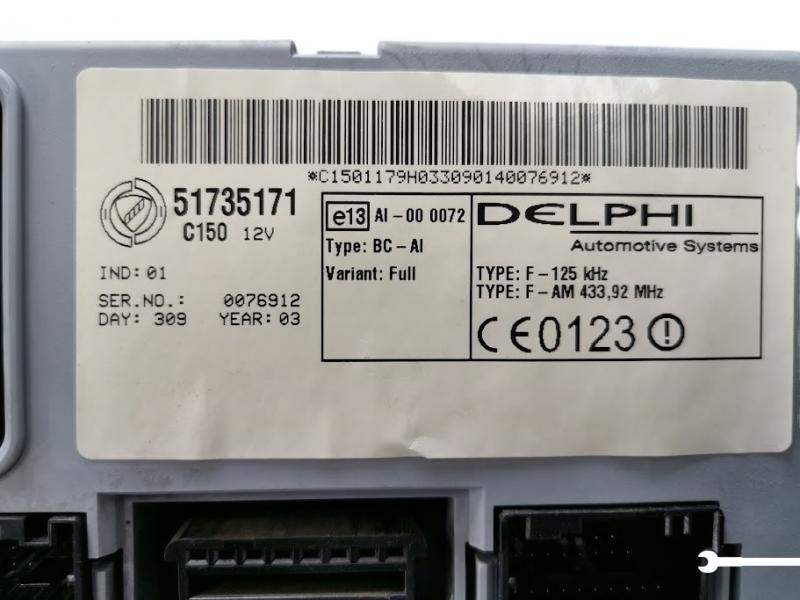 *C1501179H033090140076912*
51735171
C150 12V
IND: 01
SER.NO.: 0076912
DAY: 309 YEAR: 03
e13 AI-00 0072
Type: BC-AI
Variant: Full
DELPHI
Automotive Systems
TYPE: F-125 kHz
TYPE: F-AM 433,92 MHz
CE0123